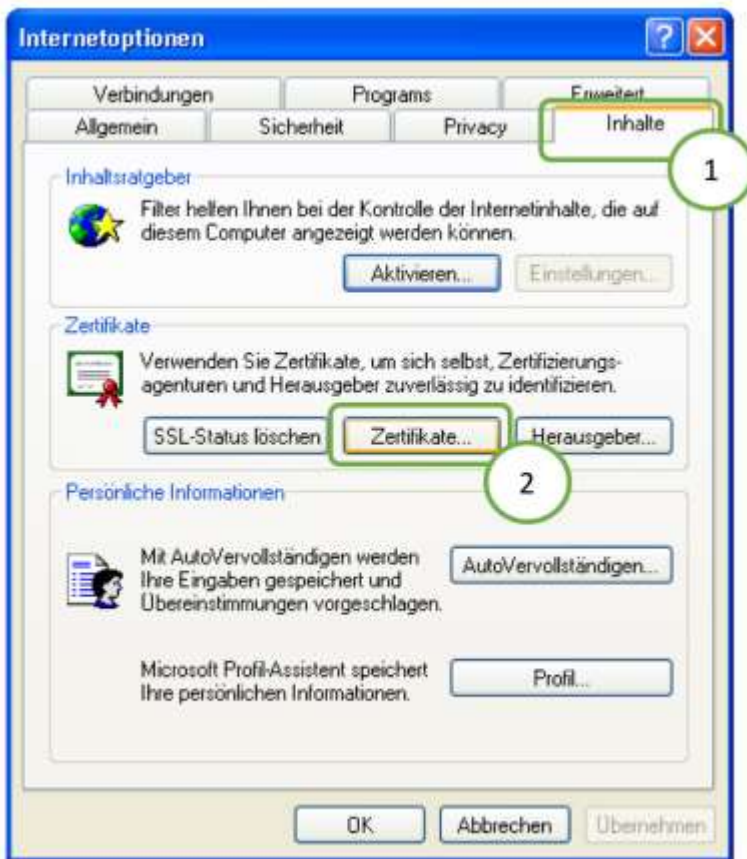 Internetoptionen
Verbindungen Programs Erweitert
Allgemein Sicherheit Privacy Inhalte
1
Inhaltsratgeber
Filter helfen Ihnen bei der Kontrolle der Internetinhalte, die auf
diesem Computer angezeigt werden können.
Aktivieren... Einstellungen...
Zertifikate
Verwenden Sie Zertifikate, um sich selbst, Zertifizierungs-
agenturen und Herausgeber zuverlässig zu identifizieren.
SSL-Status löschen Zertifikate... Herausgeber...
2
Persönliche Informationen
Mit AutoVervollständigen werden
Ihre Eingaben gespeichert und
Übereinstimmungen vorgeschlagen.
AutoVervollständigen...
Microsoft Profil-Assistent speichert
Ihre persönlichen Informationen.
Profil...
OK Abbrechen Übernehmen